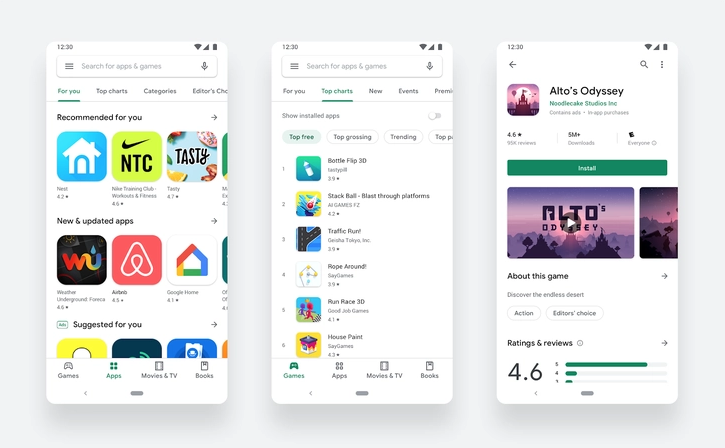 12:30
Search for apps & games
For you
Top charts
Categories
Editor's Cho
Recommended for you
NTC
TASTY
Nest
4.2 ★
Nike Training Club -
Workouts & Fitness
4.6 ★
Tasty
4.7 ★
New & updated apps
wu
Weather
Underground: Foreca
4.6 ★
Airbnb
4.5 ★
Google Home
4.1 ★
Ads
Suggested for you
Games
Apps
Movies & TV
Books
12:30
Search for apps & games
For you
Top charts
New
Events
Premi
Show installed apps
Top free
Top grossing
Trending
Top pa
1
Bottle Flip 3D
tastypill
3.9 ★
2
Stack Ball - Blast through platforms
AI GAMES FZ
4.2 ★
3
Traffic Run!
Geisha Tokyo, Inc.
3.9 ★
4
Rope Around!
SayGames
3.9 ★
5
Run Race 3D
Good Job Games
4.1 ★
6
House Paint
SayGames
4.3 ★
Games
Apps
Movies & TV
Books
12:30
Alto's Odyssey
Noodlecake Studios Inc
Contains ads • In-app purchases
4.6 ★
95K reviews
5M+
Downloads
E
Everyone
Install
ALTO'S
ODYSSEY
About this game
Discover the endless desert
Action
Editors' choice
Ratings & reviews
4.6
5
4
3